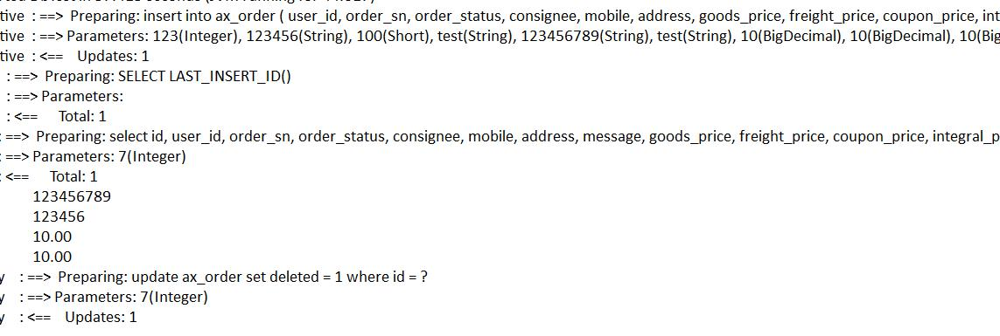 tive : ==> Preparing: insert into ax_order ( user_id, order_sn, order_status, consignee, mobile, address, goods_price, freight_price, coupon_price, int
tive : ==> Parameters: 123(Integer), 123456(String), 100(Short), test(String), 123456789(String), test(String), 10(BigDecimal), 10(BigDecimal), 10(Big
tive : <== Updates: 1
: ==> Preparing: SELECT LAST_INSERT_ID()
: ==> Parameters:
: <== Total: 1
: ==> Preparing: select id, user_id, order_sn, order_status, consignee, mobile, address, message, goods_price, freight_price, coupon_price, integral_p
: ==> Parameters: 7(Integer)
: <== Total: 1
123456789
123456
10.00
10.00
y : ==> Preparing: update ax_order set deleted = 1 where id = ?
y : ==> Parameters: 7(Integer)
y : <== Updates: 1